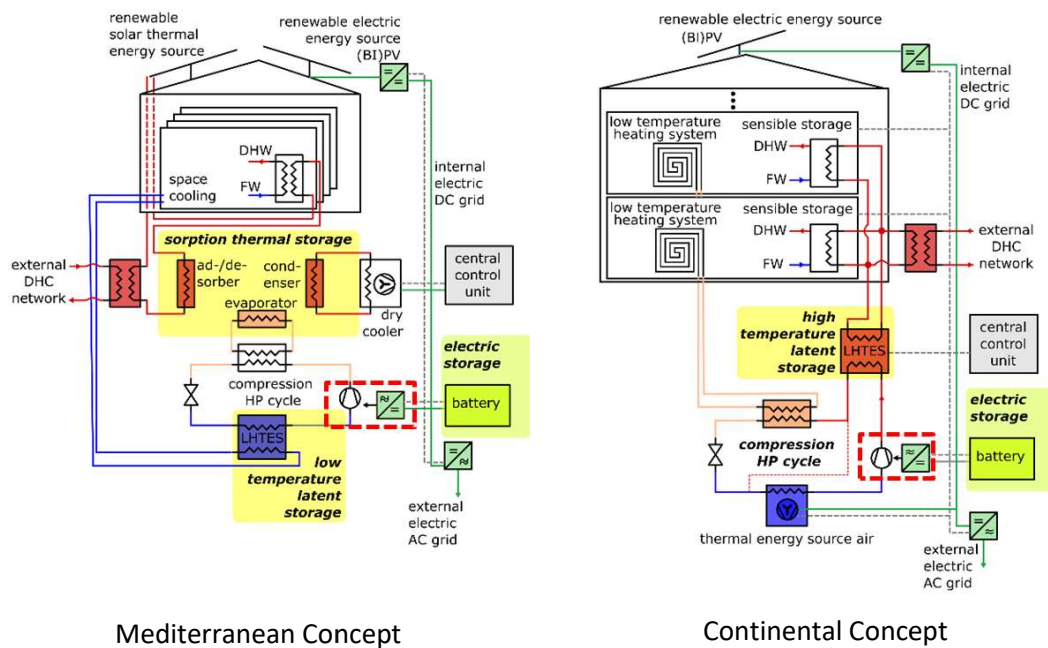 renewable
solar thermal
energy source
renewable electric
energy source
(BI)PV
internal
electric
DC grid
DHW
FW
space
cooling
sorption thermal storage
external
DHC
network
ad-/de-
sorber
cond-
enser
evaporator
dry
cooler
central
control
unit
compression
HP cycle
electric
storage
battery
LHTES
low
temperature
latent
storage
external
electric
AC grid
Mediterranean Concept
renewable electric energy source
(BI)PV
internal
electric
DC grid
low temperature
heating system
sensible storage
DHW
FW
low temperature
heating system
sensible storage
DHW
FW
external
DHC
network
high
temperature
latent
storage
LHTES
central
control
unit
electric
storage
battery
compression
HP cycle
thermal energy source air
external
electric
AC grid
Continental Concept